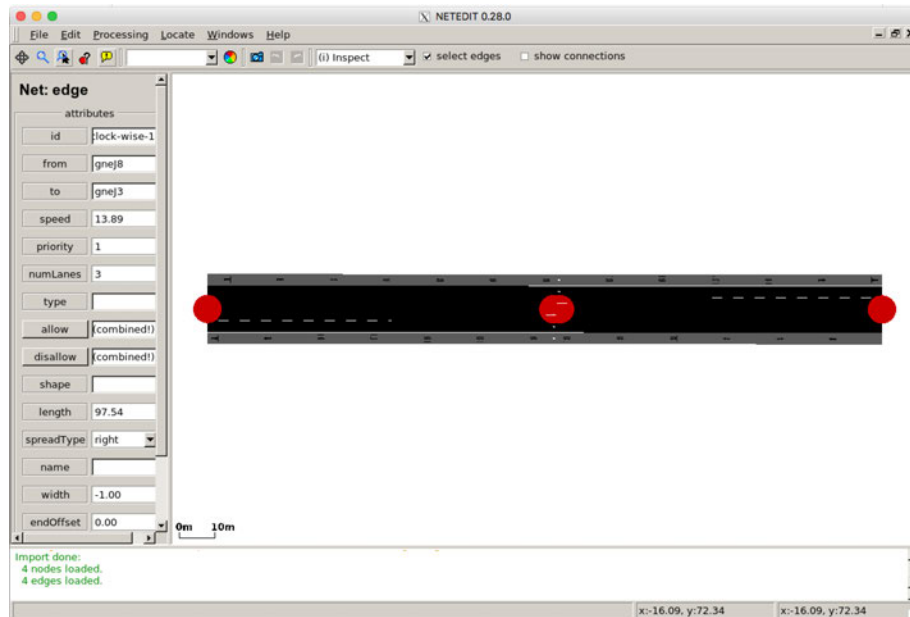 NETEDIT 0.28.0
File Edit Processing Locate Windows Help
(i) Inspect select edges show connections
Net: edge
attributes
id :lock-wise-1
from gneJ8
to gneJ3
speed 13.89
priority 1
numLanes 3
type
allow (combined!)
disallow (combined!)
shape
length 97.54
spreadType right
name
width -1.00
endOffset 0.00
0m 10m
Import done:
4 nodes loaded.
4 edges loaded.
x:-16.09, y:72.34 x:-16.09, y:72.34